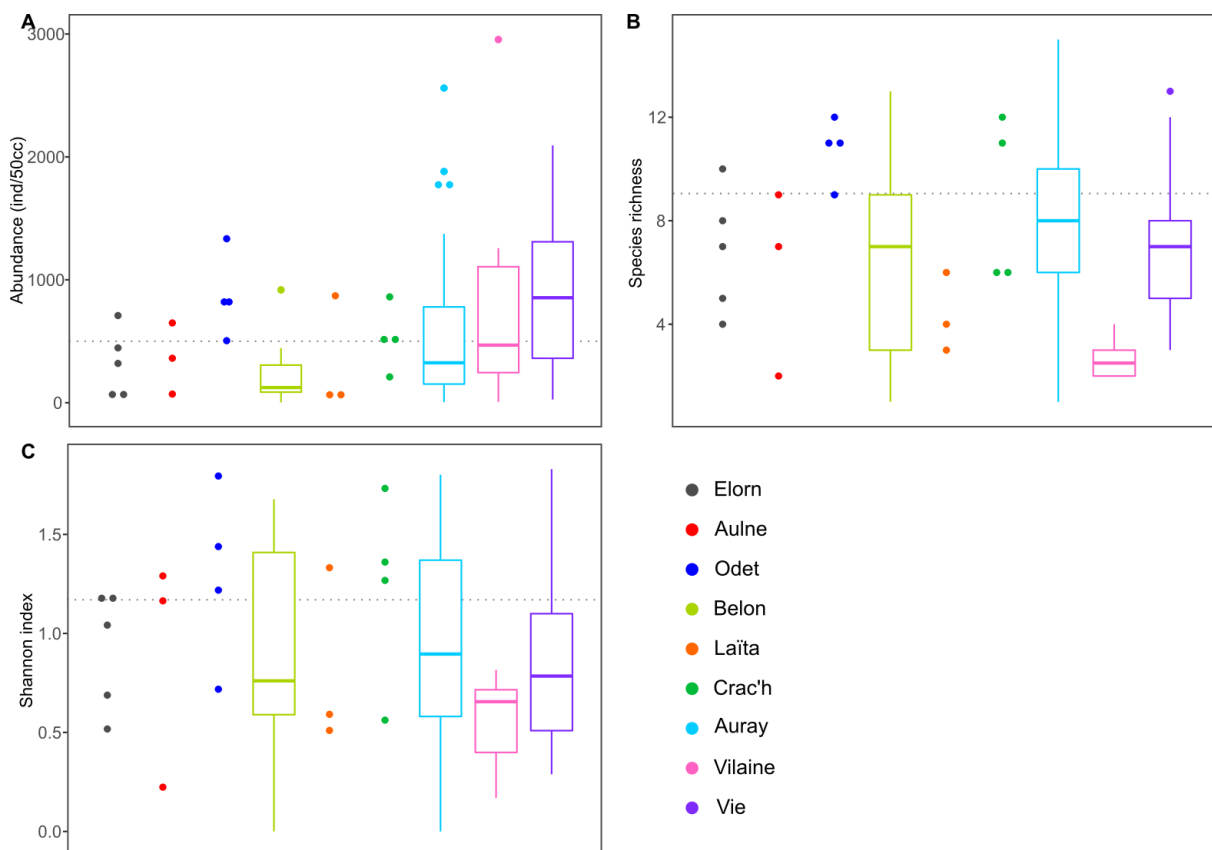 A
Abundance (ind/50cc)
3000
2000
1000
0
B
Species richness
12
8
4
C
Shannon index
1.5
1.0
0.5
0.0
Elorn
Aulne
Odet
Belon
Laïta
Crac'h
Auray
Vilaine
Vie